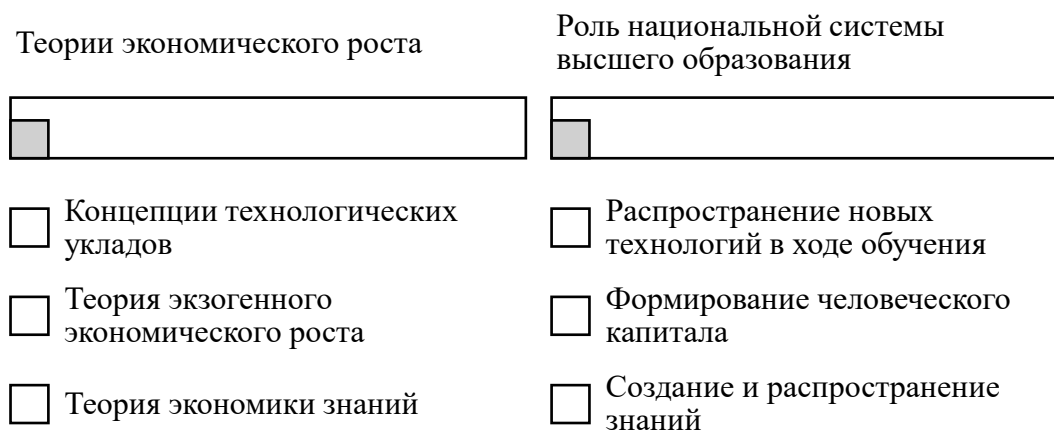 Теории экономического роста
Роль национальной системы
высшего образования
Концепции технологических
укладов
Распространение новых
технологий в ходе обучения
Теория экзогенного
экономического роста
Формирование человеческого
капитала
Теория экономики знаний
Создание и распространение
знаний